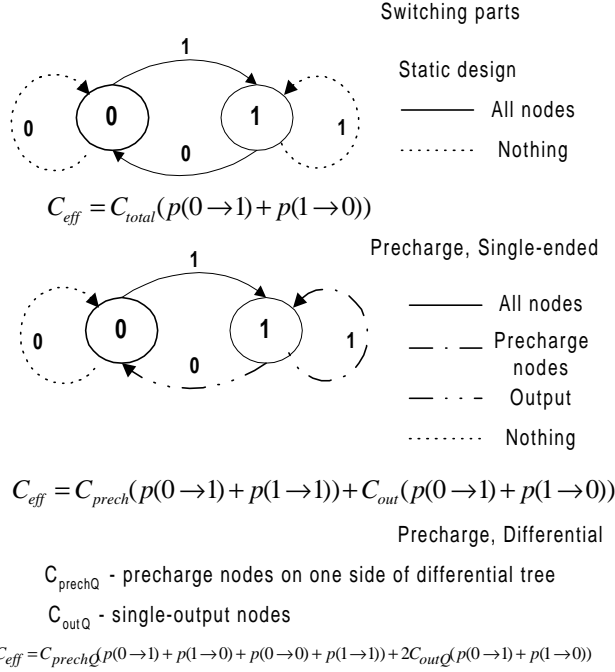 Switching parts
Static design
1
0
0
1
1
0
All nodes
Nothing
C_eff = C_total(p(0→1) + p(1→0))
Precharge, Single-ended
1
0
0
1
1
0
All nodes
Precharge
nodes
Output
Nothing
C_eff = C_prech(p(0→1) + p(1→1)) + C_out(p(0→1) + p(1→0))
Precharge, Differential
C_prechQ - precharge nodes on one side of differential tree
C_outQ - single-output nodes
C_eff = C_prechQ(p(0→1) + p(1→0) + p(0→0) + p(1→1)) + 2C_outQ(p(0→1) + p(1→0))